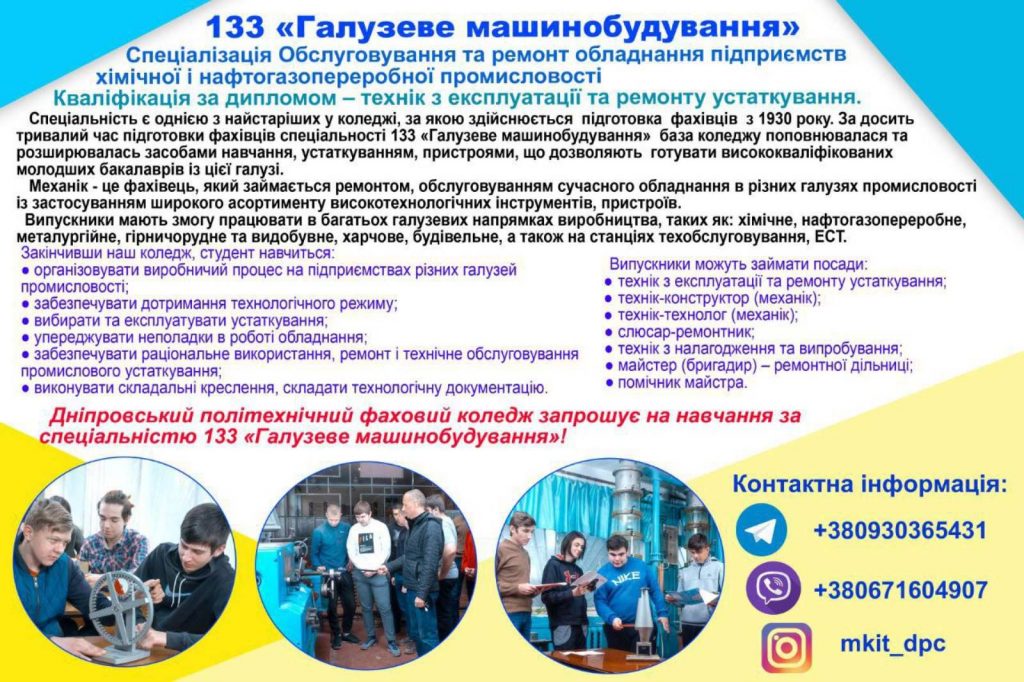 133 «Галузеве машинобудування»
Спеціалізація Обслуговування та ремонт обладнання підприємств
хімічної і нафтогазопереробної промисловості
Кваліфікація за дипломом – технік з експлуатації та ремонту устаткування.
Спеціальність є однією з найстаріших у коледжі, за якою здійснюється підготовка фахівців з 1930 року. За досить
тривалий час підготовки фахівців спеціальності 133 «Галузеве машинобудування» база коледжу поповнювалася та
розширювалась засобами навчання, устаткуванням, пристроями, що дозволяють готувати висококваліфікованих
молодших бакалаврів із цієї галузі.
Механік - це фахівець, який займається ремонтом, обслуговуванням сучасного обладнання в різних галузях промисловості
із застосуванням широкого асортименту високотехнологічних інструментів, пристроїв.
Випускники мають змогу працювати в багатьох галузевих напрямках виробництва, таких як: хімічне, нафтогазопереробне,
металургійне, гірничорудне та видобувне, харчове, будівельне, а також на станціях техобслуговування, ЕСТ.
Закінчивши наш коледж, студент навчиться:
● організовувати виробничий процес на підприємствах різних галузей
промисловості;
● забезпечувати дотримання технологічного режиму;
● вибирати та експлуатувати устаткування;
● упереджувати неполадки в роботі обладнання;
● забезпечувати раціональне використання, ремонт і технічне обслуговування
промислового устаткування;
● виконувати складальні креслення, складати технологічну документацію.
Випускники можуть займати посади:
● технік з експлуатації та ремонту устаткування;
● технік-конструктор (механік);
● технік-технолог (механік);
● слюсар-ремонтник;
● технік з налагодження та випробування;
● майстер (бригадир) – ремонтної дільниці;
● помічник майстра.
Дніпровський політехнічний фаховий коледж запрошує на навчання за
спеціальністю 133 «Галузеве машинобудування»!
Контактна інформація:
+380930365431
+380671604907
mkit_dpc
NIKE